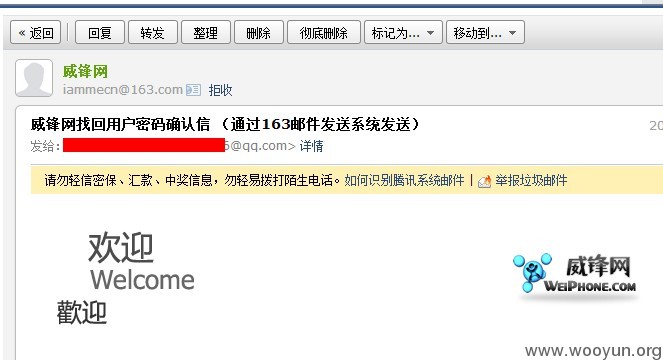 « 返回 回复 转发 整理 删除 彻底删除 标记为... 移动到...
威锋网
iammecn@163.com 拒收
威锋网找回用户密码确认信 （通过163邮件发送系统发送） 20
发给: 6@qq.com> 详情
请勿轻信密保、汇款、中奖信息，勿轻易拨打陌生电话。如何识别腾讯系统邮件 | 举报垃圾邮件
欢迎
Welcome
歡迎
威锋网
WEIPHONE.COM
www.wooyun.org